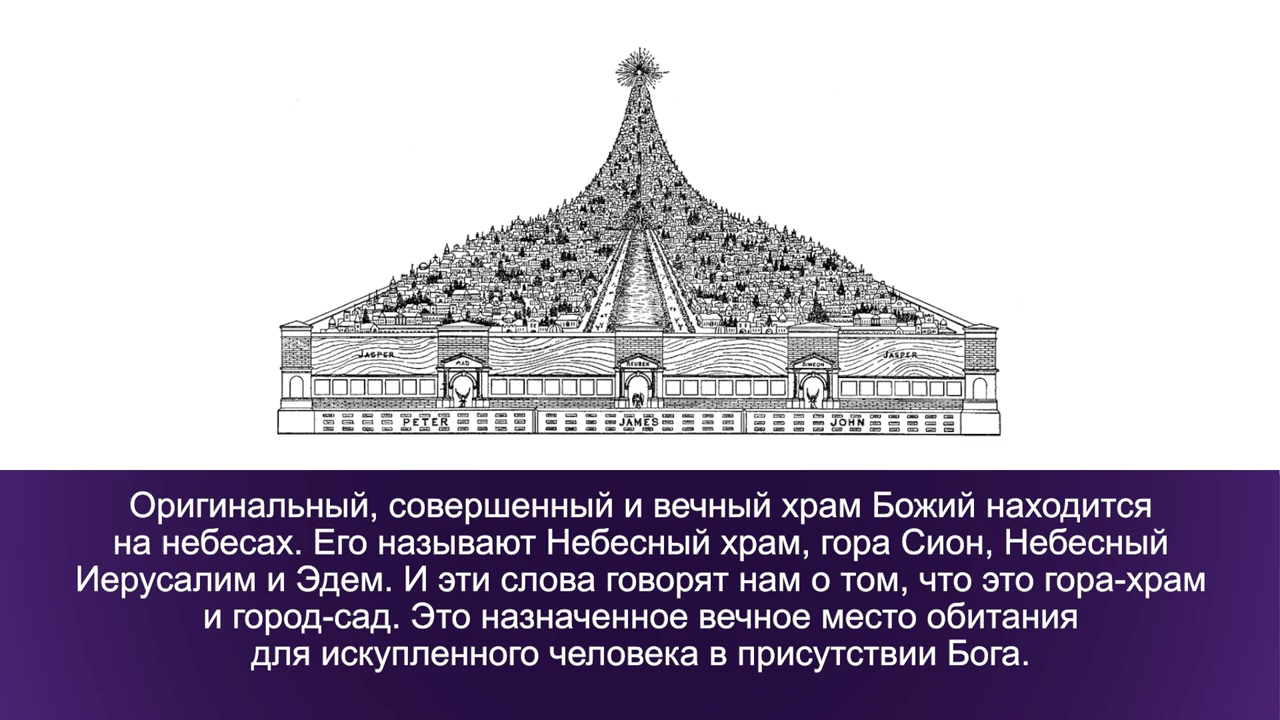 JASPER
JASPER
MAD
REUBEN
SIMEON
PETER
JAMES
JOHN
Оригинальный, совершенный и вечный храм Божий находится
на небесах. Его называют Небесный храм, гора Сион, Небесный
Иерусалим и Эдем. И эти слова говорят нам о том, что это гора-храм
и город-сад. Это назначенное вечное место обитания
для искупленного человека в присутствии Бога.